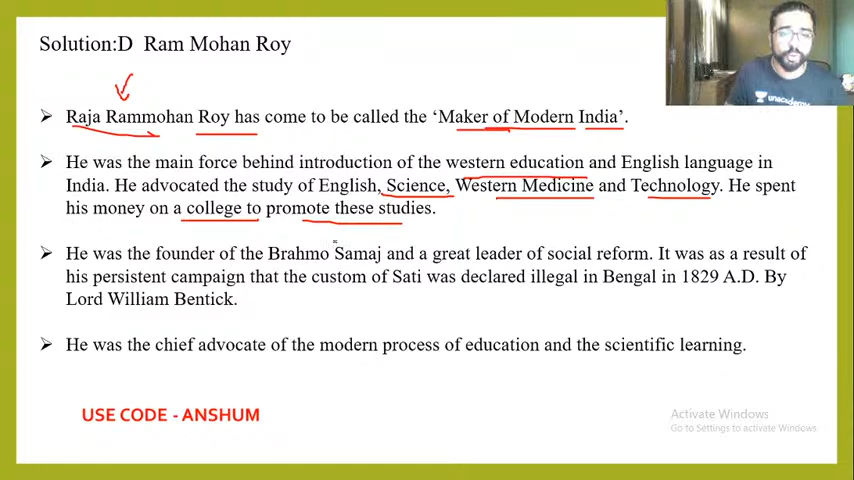 Solution:D Ram Mohan Roy
unacademy
➤ Raja Rammohan Roy has come to be called the ‘Maker of Modern India’.
➤ He was the main force behind introduction of the western education and English language in
India. He advocated the study of English, Science, Western Medicine and Technology. He spent
his money on a college to promote these studies.
➤ He was the founder of the Brahmo Samaj and a great leader of social reform. It was as a result of
his persistent campaign that the custom of Sati was declared illegal in Bengal in 1829 A.D. By
Lord William Bentick.
➤ He was the chief advocate of the modern process of education and the scientific learning.
USE CODE - ANSHUM
Activate Windows
Go to Settings to activate Windows.